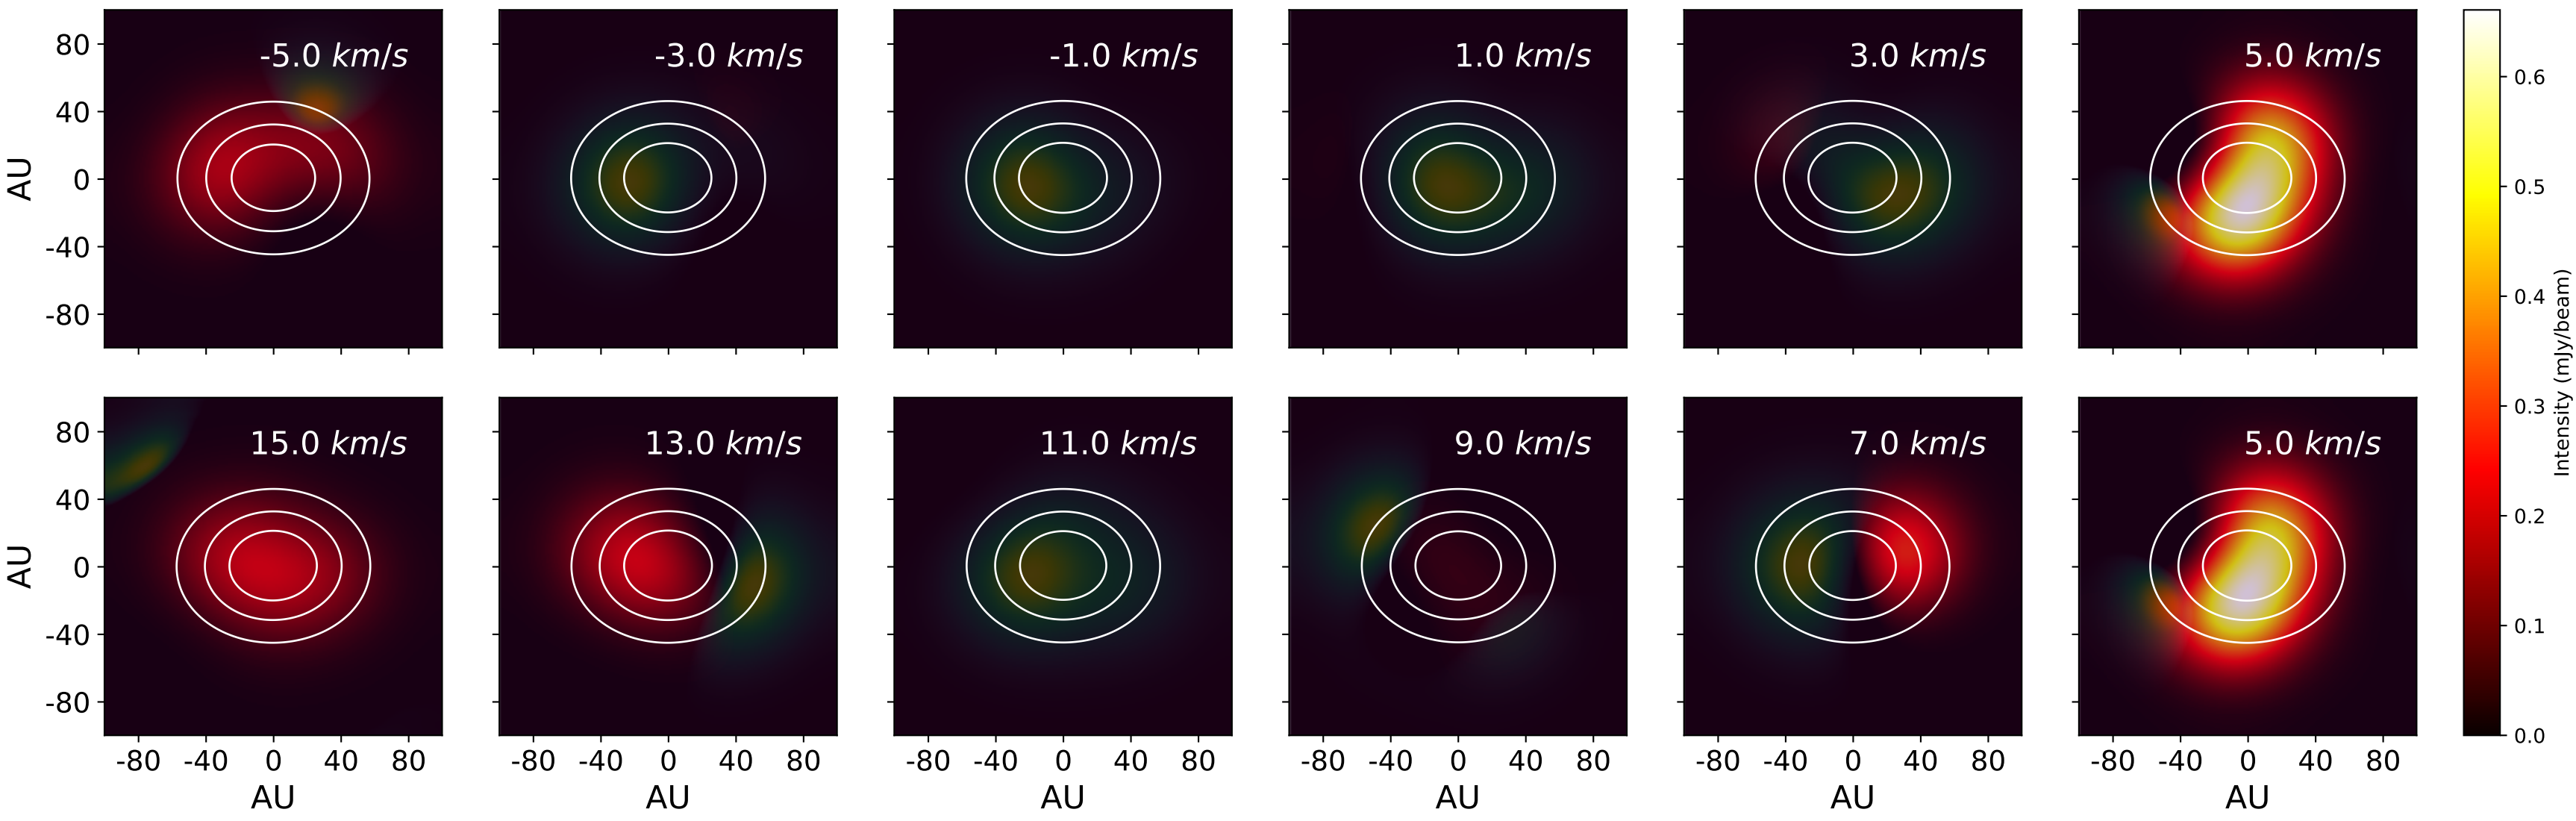 -5.0 km/s
-3.0 km/s
-1.0 km/s
1.0 km/s
3.0 km/s
5.0 km/s
80
40
0
-40
-80
AU
15.0 km/s
13.0 km/s
11.0 km/s
9.0 km/s
7.0 km/s
5.0 km/s
80
40
0
-40
-80
AU
-80 -40 0 40 80
-80 -40 0 40 80
-80 -40 0 40 80
-80 -40 0 40 80
-80 -40 0 40 80
-80 -40 0 40 80
AU
AU
AU
AU
AU
AU
0.6
0.5
0.4
0.3
0.2
0.1
0.0
Intensity (mJy/beam)